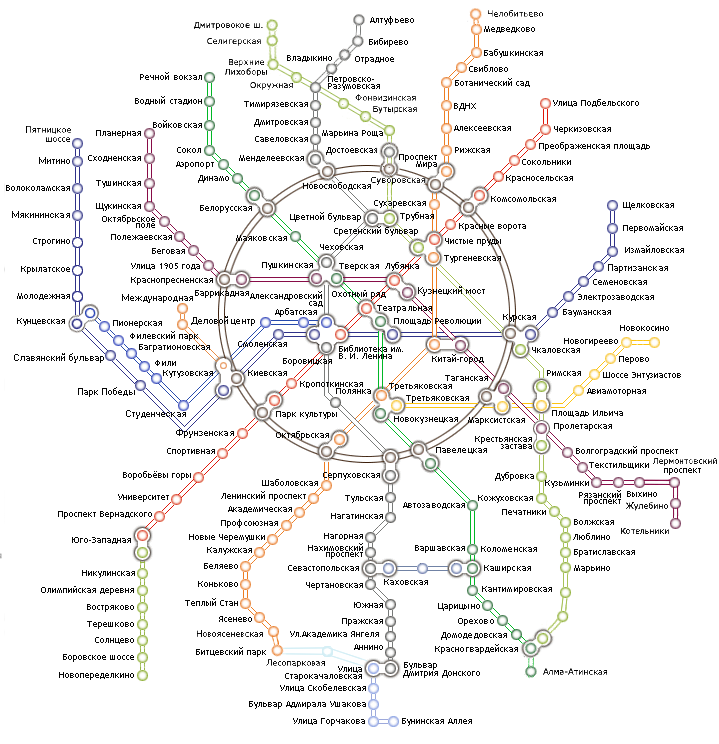 Дмитровское ш.
Селигерская
Верхние
Лихоборы
Окружная
Владыкино
Петровско-
Разумовская
Алтуфьево
Бибирево
Отрадное
Фонвизинская
Бутырская
Марьина Роща
Достоевская
Проспект
Мира
Суворовская
Тимирязевская
Дмитровская
Савеловская
Менделеевская
Новослободская
Челобитьево
Медведково
Бабушкинская
Свиблово
Ботанический сад
ВДНХ
Алексеевская
Рижская
Улица Подбельского
Черкизовская
Преображенская площадь
Сокольники
Красносельская
Комсомольская
Красные ворота
Чистые пруды
Тургеневская
Сухаревская
Цветной бульвар
Трубная
Сретенский бульвар
Речной вокзал
Водный стадион
Войковская
Сокол
Аэропорт
Динамо
Белорусская
Маяковская
Чеховская
Пушкинская
Тверская
Лубянка
Кузнецкий мост
Охотный ряд
Театральная
Площадь Революции
Александровский
сад
Арбатская
Библиотека им.
В. И. Ленина
Боровицкая
Китай-город
Планерная
Сходненская
Тушинская
Щукинская
Октябрьское
поле
Полежаевская
Беговая
Улица 1905 года
Краснопресненская
Баррикадная
Пятницкое
шоссе
Митино
Волоколамская
Мякининская
Строгино
Крылатское
Молодежная
Кунцевская
Славянский бульвар
Парк Победы
Международная
Деловой центр
Смоленская
Пионерская
Филевский парк
Багратионовская
Фили
Кутузовская
Студенческая
Киевская
Щелковская
Первомайская
Измайловская
Партизанская
Семеновская
Электрозаводская
Бауманская
Курская
Чкаловская
Новокосино
Новогиреево
Перово
Шоссе Энтузиастов
Авиамоторная
Римская
Площадь Ильича
Таганская
Марксистская
Пролетарская
Крестьянская
застава
Волгоградский проспект
Текстильщики
Кузьминки
Рязанский
проспект
Выхино
Лермонтовский
проспект
Жулебино
Котельники
Дубровка
Кожуховская
Печатники
Волжская
Люблино
Братиславская
Марьино
Кропоткинская
Парк культуры
Фрунзенская
Спортивная
Воробьёвы горы
Университет
Проспект Вернадского
Юго-Западная
Никулинская
Олимпийская деревня
Востряково
Терешково
Солнцево
Боровское шоссе
Новопеределкино
Полянка
Третьяковская
Третьяковская
Новокузнецкая
Павелецкая
Октябрьская
Серпуховская
Шаболовская
Ленинский проспект
Академическая
Профсоюзная
Новые Черемушки
Калужская
Беляево
Коньково
Теплый Стан
Ясенево
Новоясеневская
Битцевский парк
Лесопарковая
Тульская
Нагатинская
Нагорная
Нахимовский
проспект
Севастопольская
Каховская
Варшавская
Каширская
Чертановская
Южная
Пражская
Ул.Академика Янгеля
Аннино
Улица
Старокачаловская
Бульвар
Дмитрия Донского
Улица Скобелевская
Бульвар Адмирала Ушакова
Улица Горчакова
Бунинская Аллея
Автозаводская
Коломенская
Кантимировская
Царицыно
Орехово
Домодедовская
Красногвардейская
Алма-Атинская